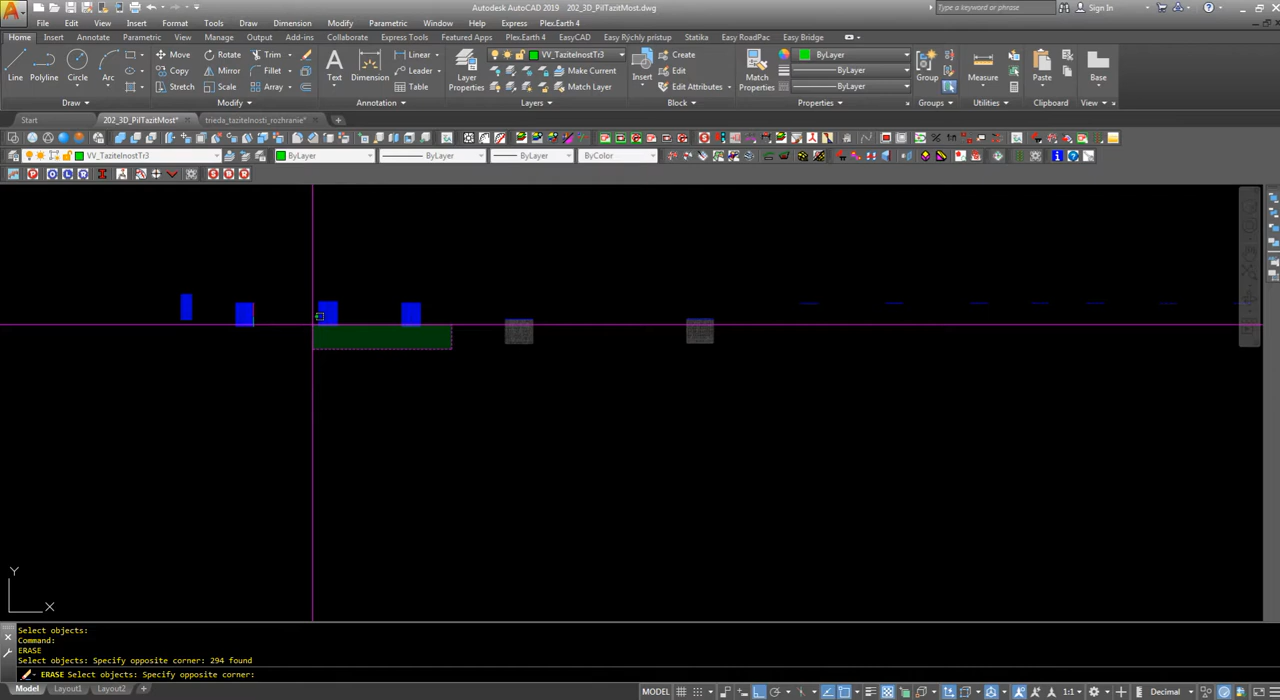 Autodesk AutoCAD 2019 202_3D_PilTazitMost.dwg
Type a keyword or phrase
Sign In
File Edit View Insert Format Tools Draw Dimension Modify Parametric Window Help Express Plex.Earth 4
Home Insert Annotate Parametric View Manage Output Add-ins Collaborate Express Tools Featured Apps Plex.Earth 4 EasyCAD Easy Rýchly prístup Statika Easy RoadPac Easy Bridge
Line Polyline Circle Arc
Move Rotate Trim
Copy Mirror Fillet
Stretch Scale Array
Text Dimension
Linear
Leader
Table
Layer Properties
VV_TazitelnostTr3
Make Current
Match Layer
Insert
Create
Edit
Edit Attributes
Match Properties
ByLayer
ByLayer
ByLayer
Group
Measure
Paste
Base
Draw Modify Annotation Layers Block Properties Groups Utilities Clipboard View
Start 202_3D_PilTazitMost* trieda_tazitelnosti_rozhranie*
VV_TazitelnostTr3 ByLayer ByLayer ByLayer ByColor
Y
X
Select objects:
Command:
ERASE
Select objects: Specify opposite corner: 294 found
ERASE Select objects: Specify opposite corner:
Model Layout1 Layout2
MODEL 1:1 Decimal